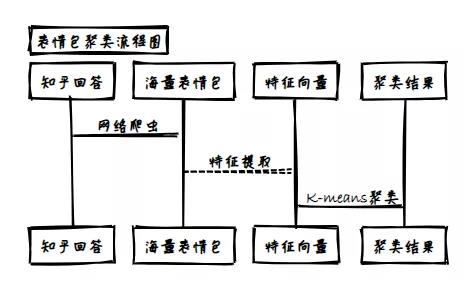 表情包聚类流程图
知乎回答 海量表情包 特征向量 聚类结果
网络爬虫
特征提取
K-means聚类
知乎回答 海量表情包 特征向量 聚类结果